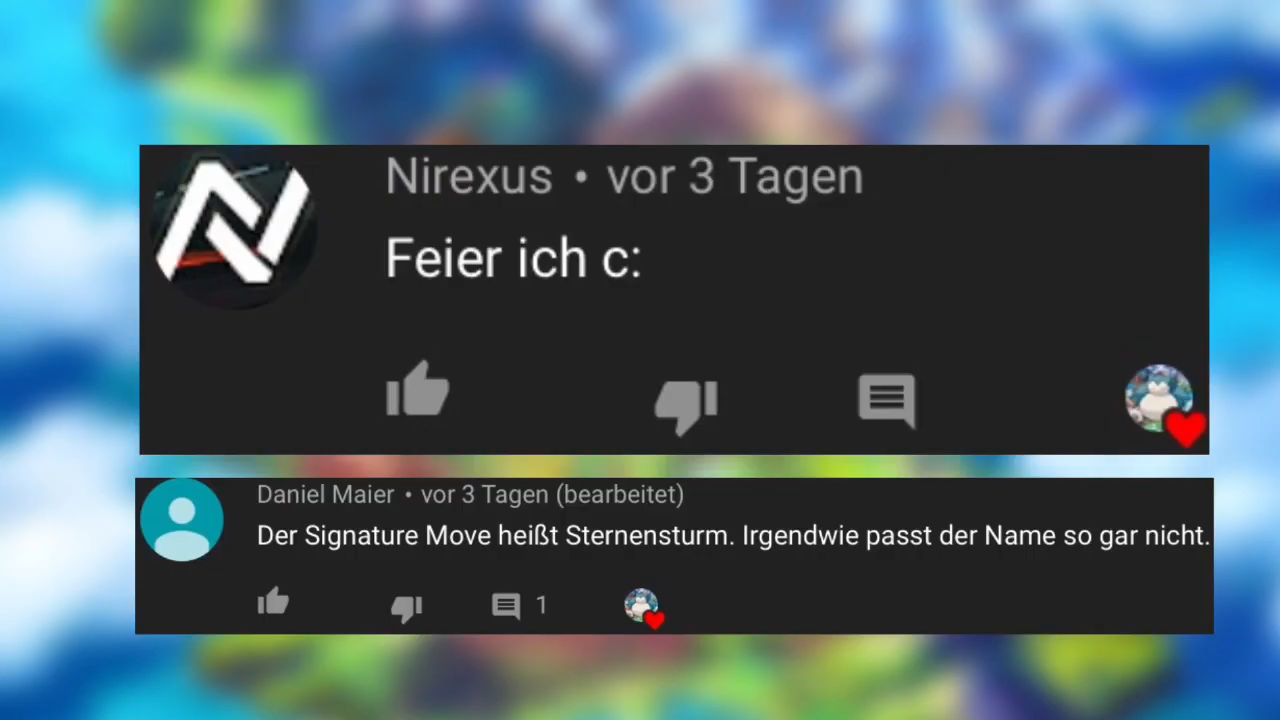 Nirexus • vor 3 Tagen
Feier ich c:
Daniel Maier • vor 3 Tagen (bearbeitet)
Der Signature Move heißt Sternensturm. Irgendwie passt der Name so gar nicht.
1